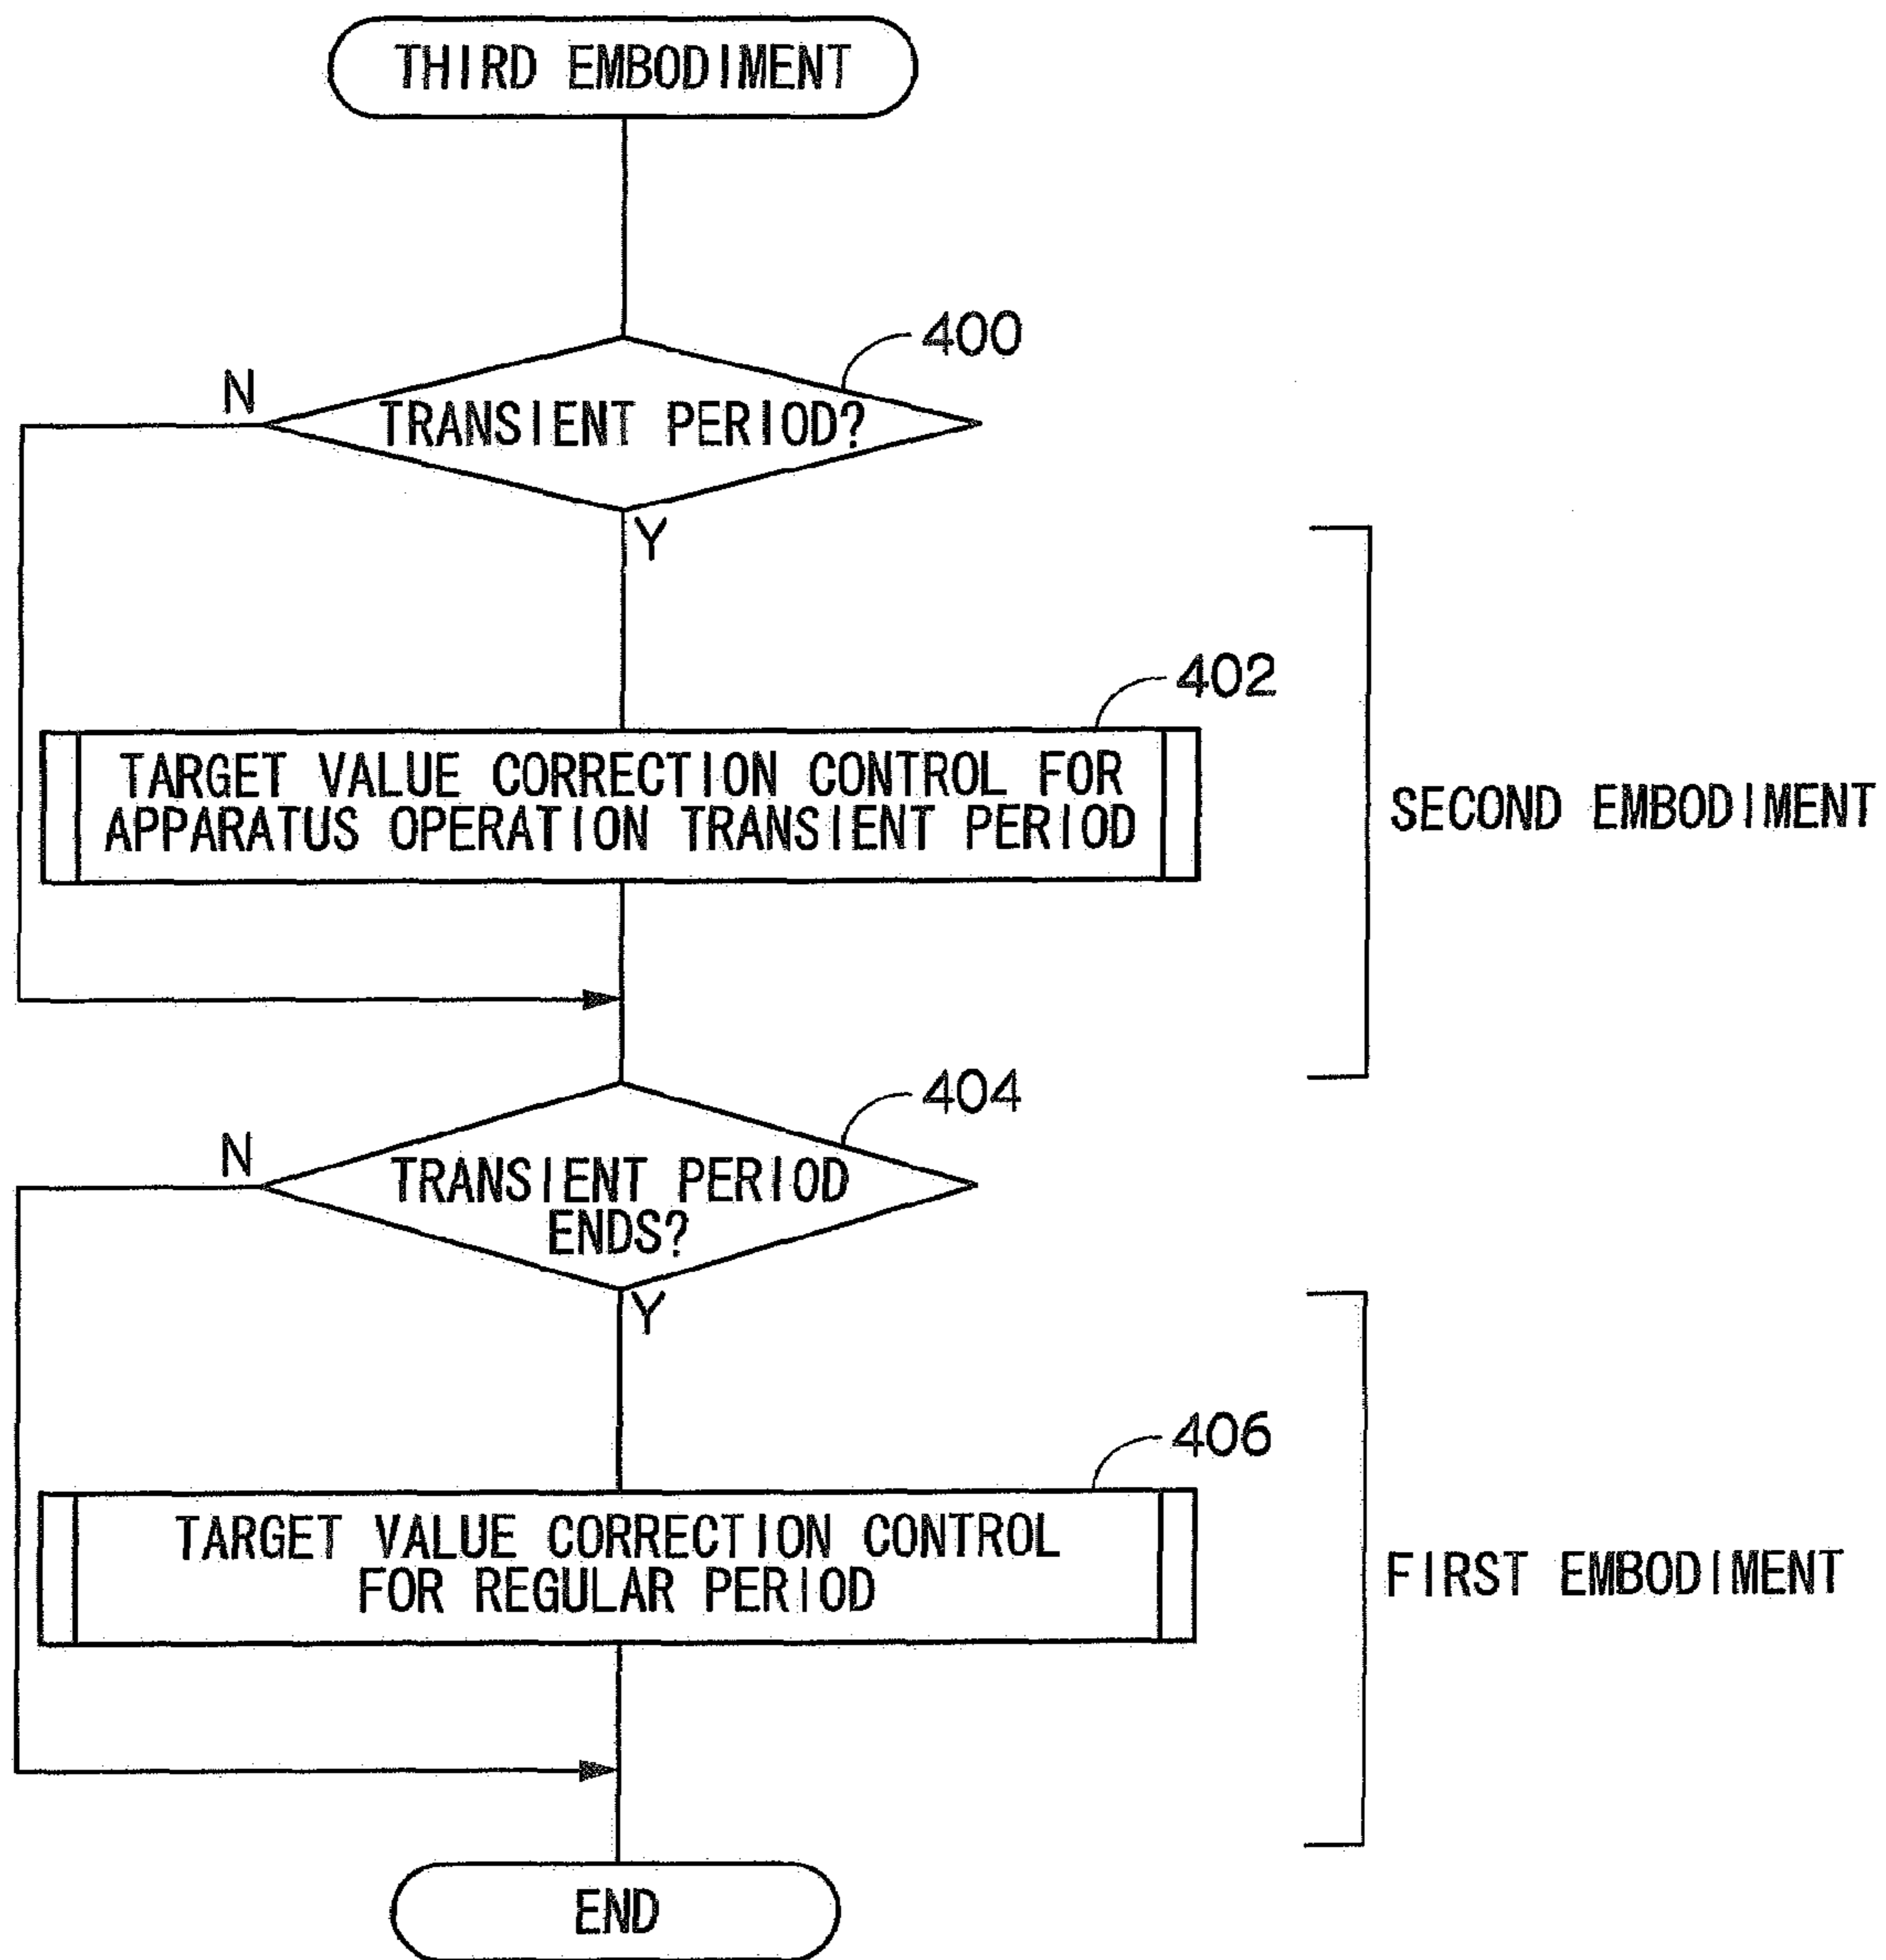 THIRD EMBODIMENT
400
N
TRANSIENT PERIOD?
Y
402
TARGET VALUE CORRECTION CONTROL FOR
APPARATUS OPERATION TRANSIENT PERIOD
SECOND EMBODIMENT
404
N
TRANSIENT PERIOD
ENDS?
Y
406
TARGET VALUE CORRECTION CONTROL
FOR REGULAR PERIOD
FIRST EMBODIMENT
END